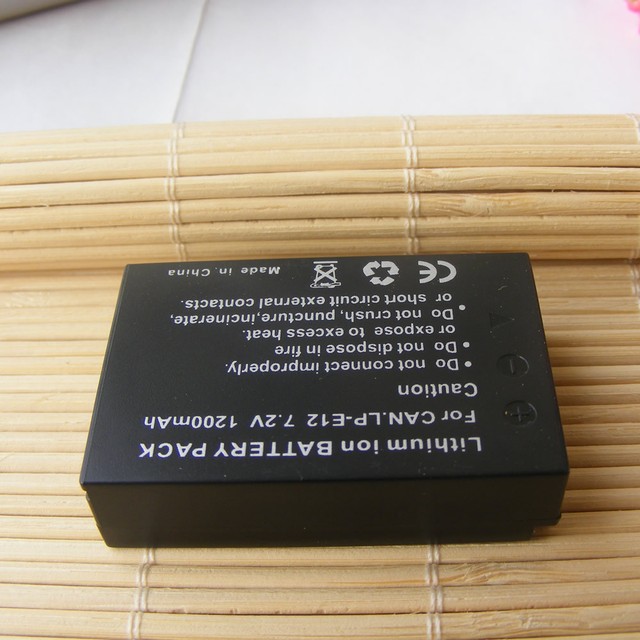 Lithium ion BATTERY PACK
For CAN.LP-E12 7.2V 1200mAh
Caution
• Do not connect improperly.
• Do not dispose in fire
or expose to excess heat.
• Do not crush, puncture,incinerate,
or short circuit external contacts.
CE Made in China